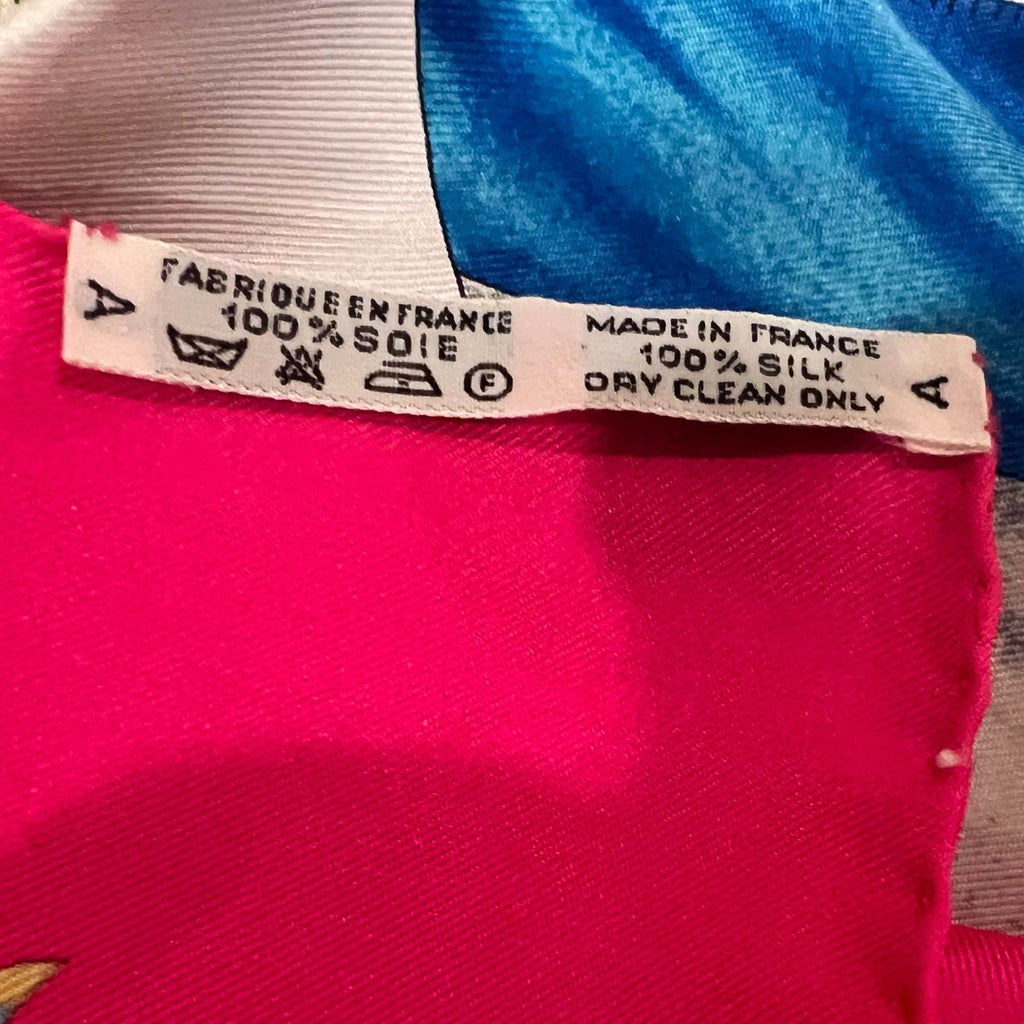 A
FABRIQUE EN FRANCE
100% SOIE
F
MADE IN FRANCE
100% SILK
DRY CLEAN ONLY
A